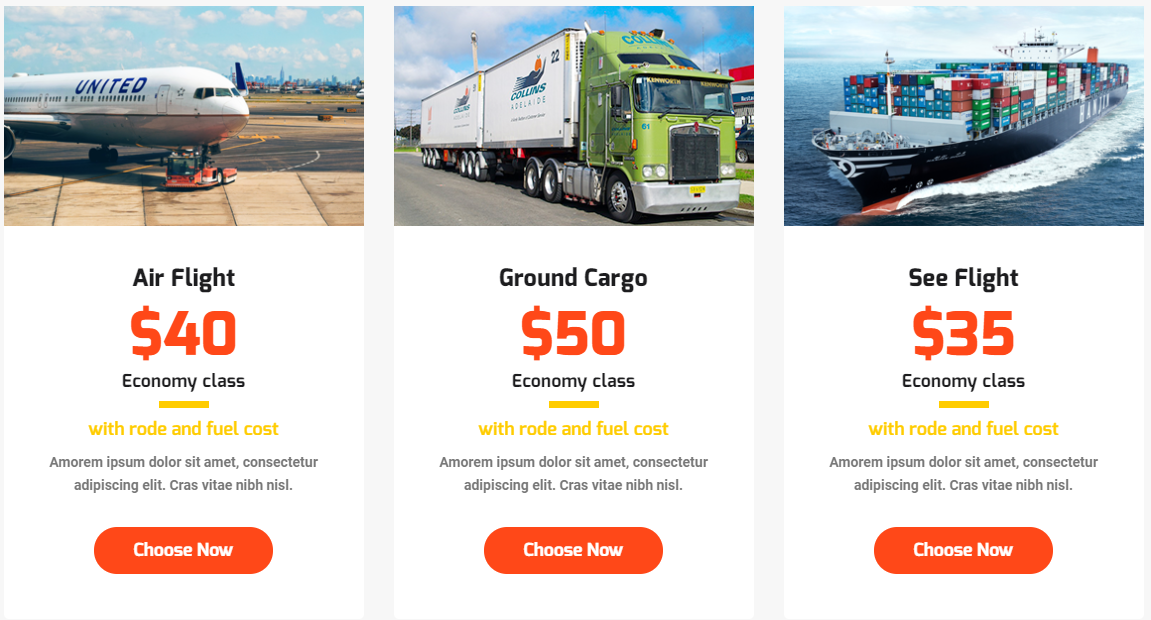 UNITED
COLLINS
ADELAIDE
22
COLLINS
KENWORTH
61
Air Flight
$40
Economy class
with rode and fuel cost
Amorem ipsum dolor sit amet, consectetur
adipiscing elit. Cras vitae nibh nisl.
Choose Now
Ground Cargo
$50
Economy class
with rode and fuel cost
Amorem ipsum dolor sit amet, consectetur
adipiscing elit. Cras vitae nibh nisl.
Choose Now
See Flight
$35
Economy class
with rode and fuel cost
Amorem ipsum dolor sit amet, consectetur
adipiscing elit. Cras vitae nibh nisl.
Choose Now